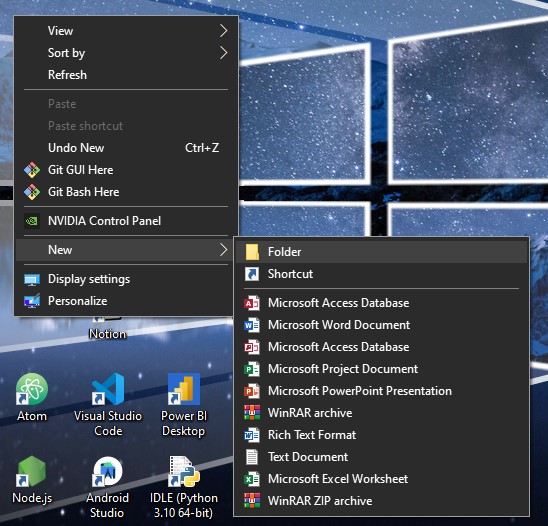 View
Sort by
Refresh
Paste
Paste shortcut
Undo New Ctrl+Z
Git GUI Here
Git Bash Here
NVIDIA Control Panel
New
Display settings
Personalize
Folder
Shortcut
Microsoft Access Database
Microsoft Word Document
Microsoft Access Database
Microsoft Project Document
Microsoft PowerPoint Presentation
WinRAR archive
Rich Text Format
Text Document
Microsoft Excel Worksheet
WinRAR ZIP archive
Notion
Atom
Visual Studio
Code
Power BI
Desktop
Node.js
Android
Studio
IDLE (Python
3.10 64-bit)